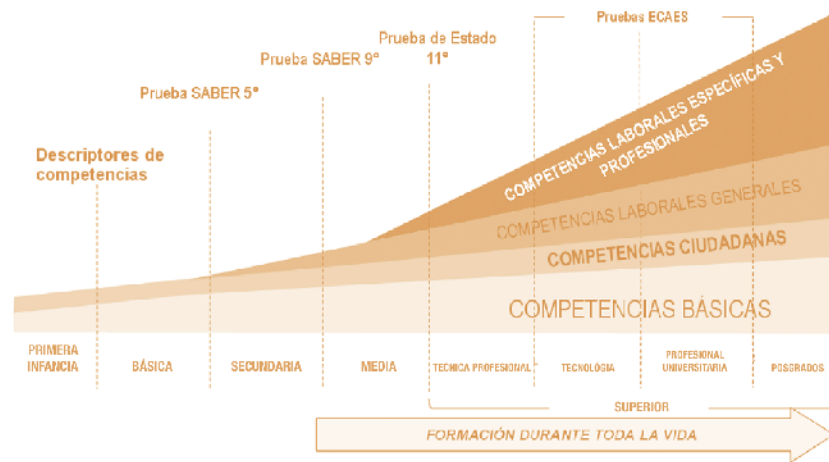 Pruebas ECAES
Prueba de Estado
11°
Prueba SABER 9°
Prueba SABER 5°
Descriptores de
competencias
COMPETENCIAS LABORALES ESPECÍFICAS Y
PROFESIONALES
COMPETENCIAS LABORALES GENERALES
COMPETENCIAS CIUDADANAS
COMPETENCIAS BÁSICAS
PRIMERA
INFANCIA
BÁSICA
SECUNDARIA
MEDIA
TECNICA PROFESIONAL
TECNOLÓGIA
PROFESIONAL
UNIVERSITARIA
POSGRADOS
SUPERIOR
FORMACIÓN DURANTE TODA LA VIDA